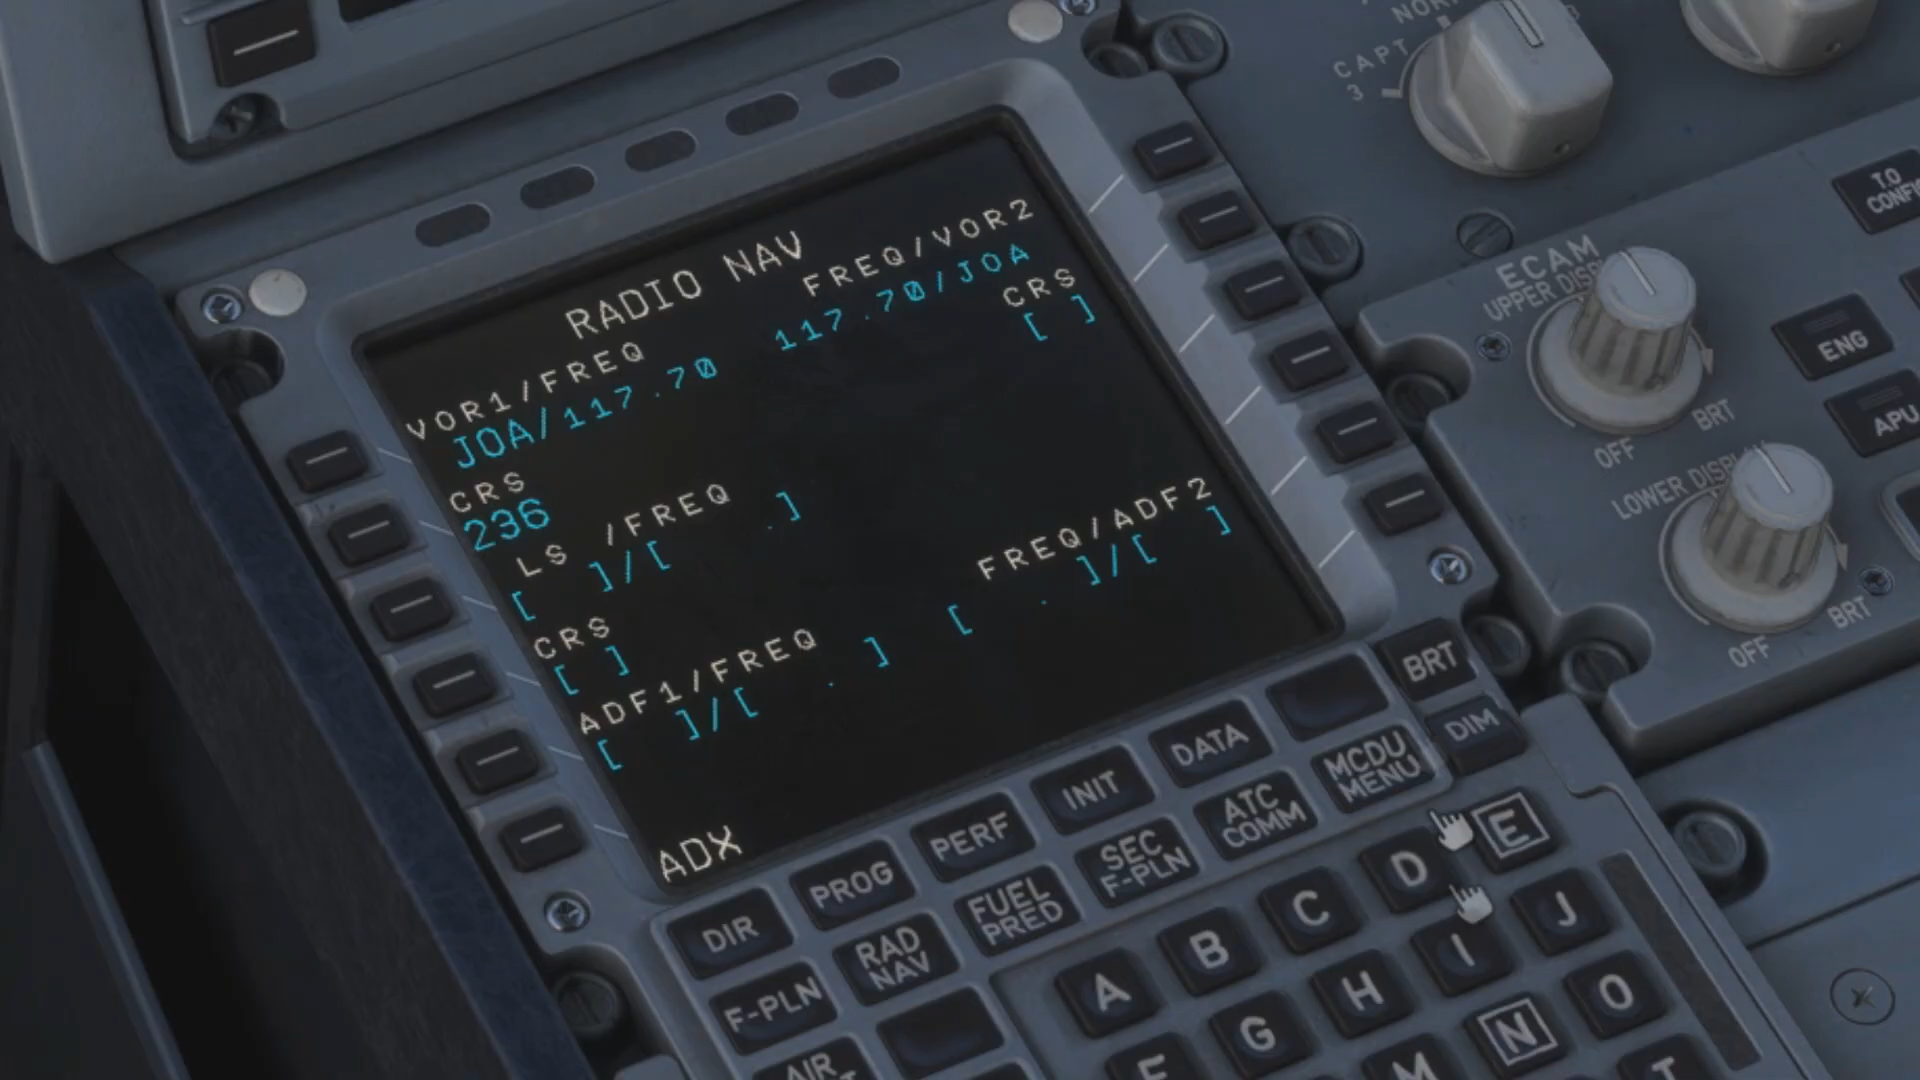 RADIO NAV
VOR1/FREQ FREQ/VOR2
JOA/117.70 117.70/JOA
CRS CRS
236 [ ]
LS /FREQ
[ ]/[ . ]
CRS
[ ]
ADF1/FREQ FREQ/ADF2
[ ]/[ . ] [ . ]/[ ]
ADX
DIR PROG PERF INIT DATA
BRT
DIM
F-PLN RAD NAV FUEL PRED SEC F-PLN ATC COMM MCDU MENU
AIR
A B C D E
G H I J
M N O
T
CAPT
3
ECAM
UPPER DISP
OFF BRT
LOWER DISPL
OFF BRT
T.O
CONFIG
ENG
APU